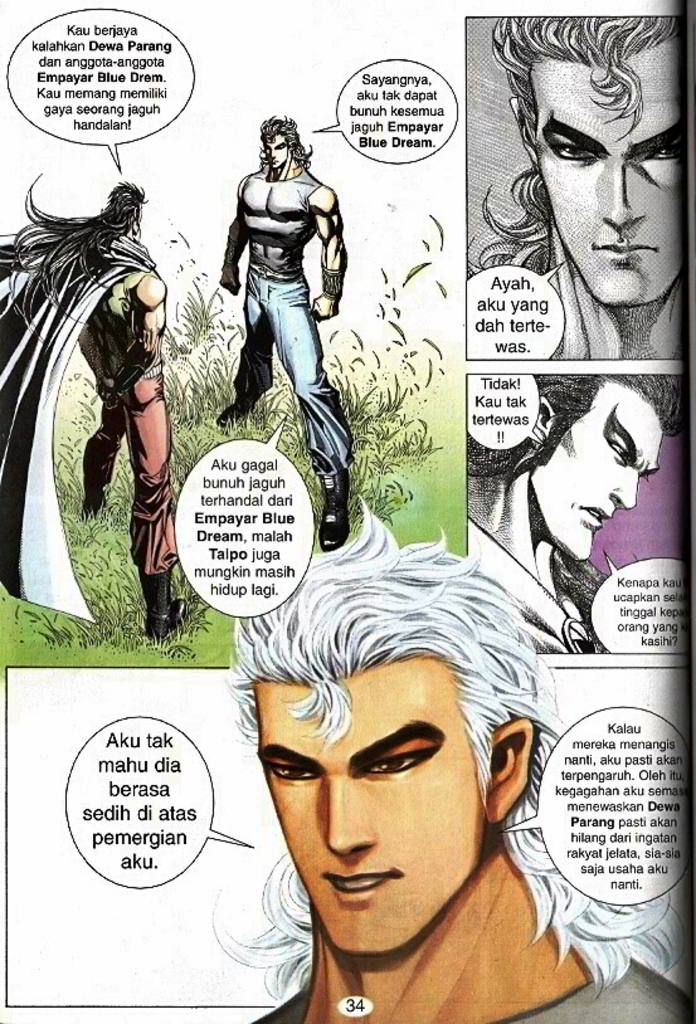 Kau berjaya
kalahkan Dewa Parang
dan anggota-anggota
Empayar Blue Drem.
Kau memang memiliki
gaya seorang jaguh
handalan!
Sayangnya,
aku tak dapat
bunuh kesemua
jaguh Empayar
Blue Dream.
Ayah,
aku yang
dah terte-
was.
Tidak!
Kau tak
tertewas
!!
Aku gagal
bunuh jaguh
terhandal dari
Empayar Blue
Dream, malah
Taipo juga
mungkin masih
hidup lagi.
Kenapa kau
ucapkan
tinggal
orang yang
kasihi?
Aku tak
mahu dia
berasa
sedih di atas
pemergian
aku.
Kalau
mereka menangis
nanti, aku pasti akan
terpengaruh. Oleh itu,
kegagahan aku
menewaskan Dewa
Parang pasti akan
hilang dari ingatan
rakyat jelata, sia-sia
saja usaha aku
nanti.
34